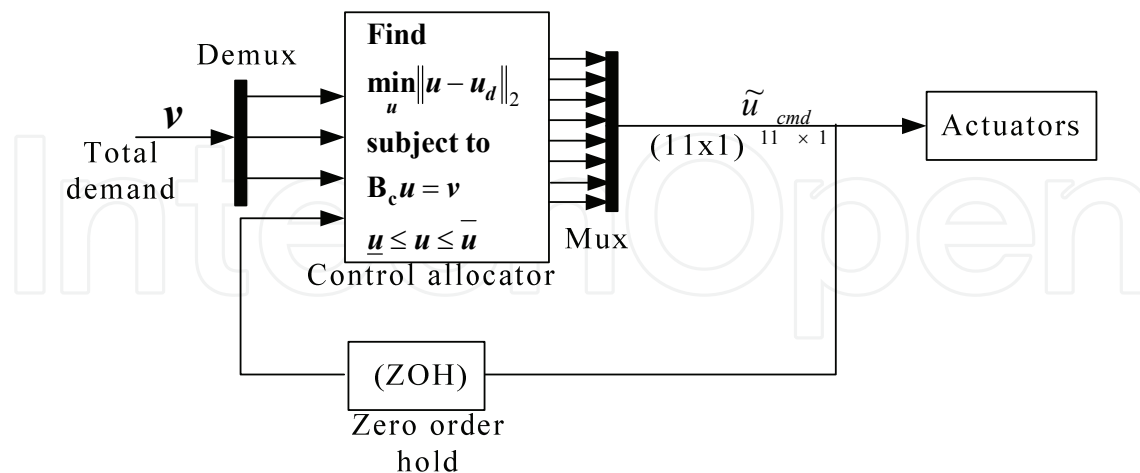 Demux
v
Total
demand
Find
min ‖u − u_d‖₂
u
subject to
B_c u = v
u̲ ≤ u ≤ u̅
Control allocator
Mux
ũ cmd
(11x1) 11 × 1
Actuators
(ZOH)
Zero order
hold
IntechOpen